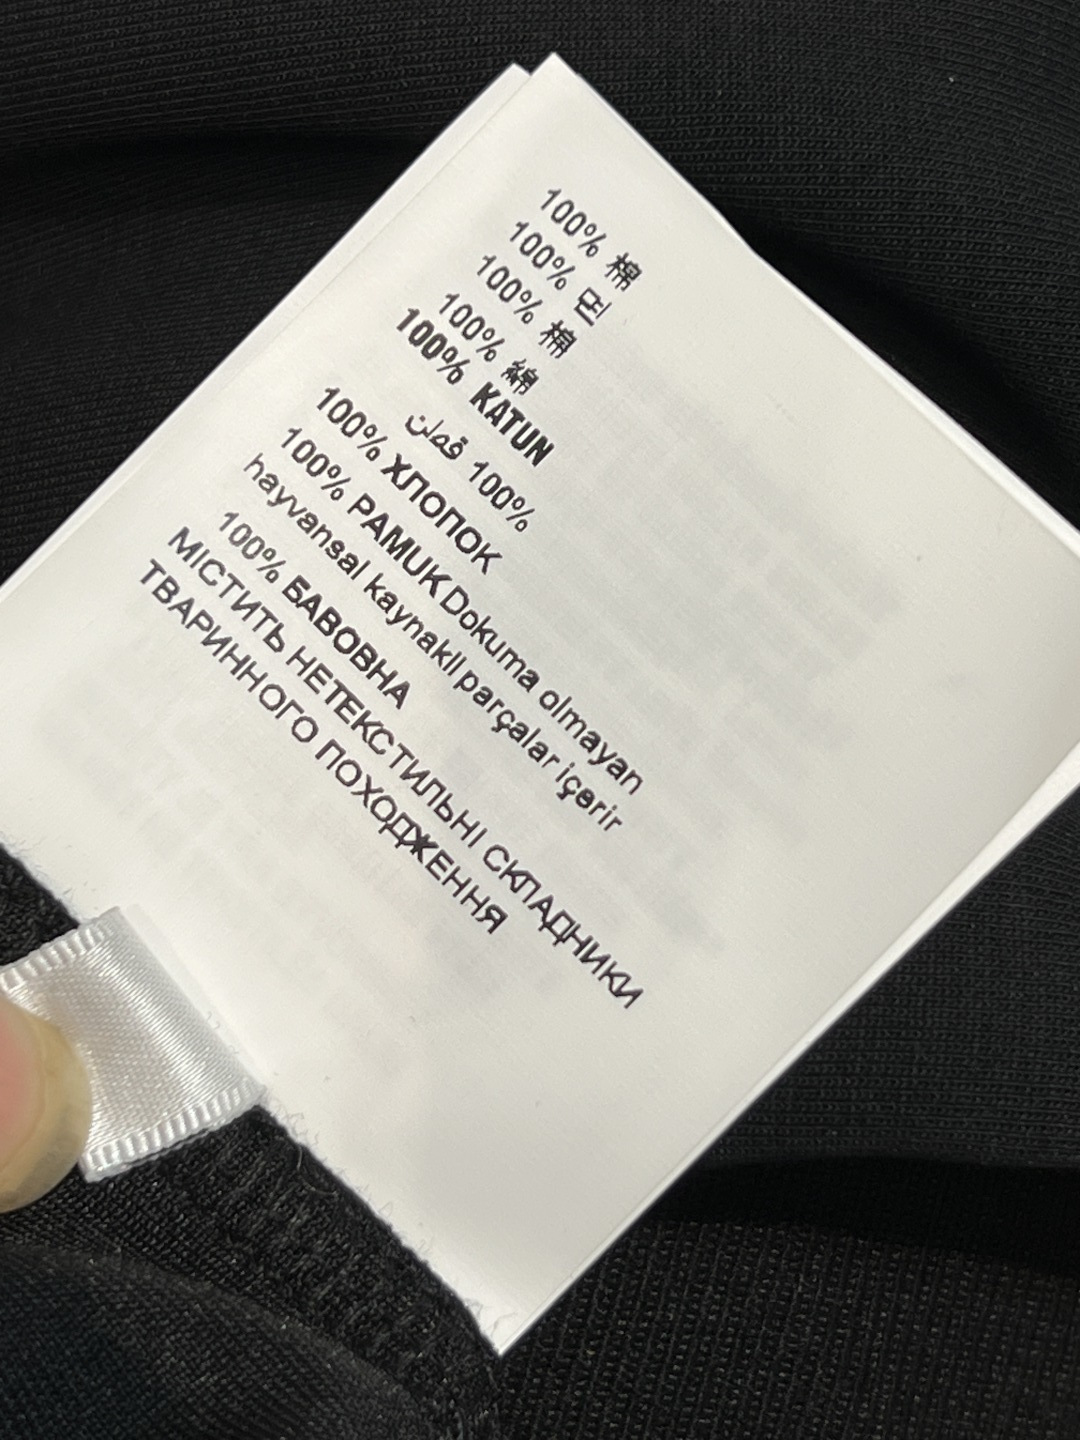 100% 棉
100% 면
100% 棉
100% 綿
100% KATUN
100% قطن
100% ХЛОПОК
100% PAMUK Dokuma olmayan
hayvansal kaynaklı parçalar içerir
100% БАВОВНА
МІСТИТЬ НЕТЕКСТИЛЬНІ СКЛАДНИКИ
ТВАРИННОГО ПОХОДЖЕННЯ